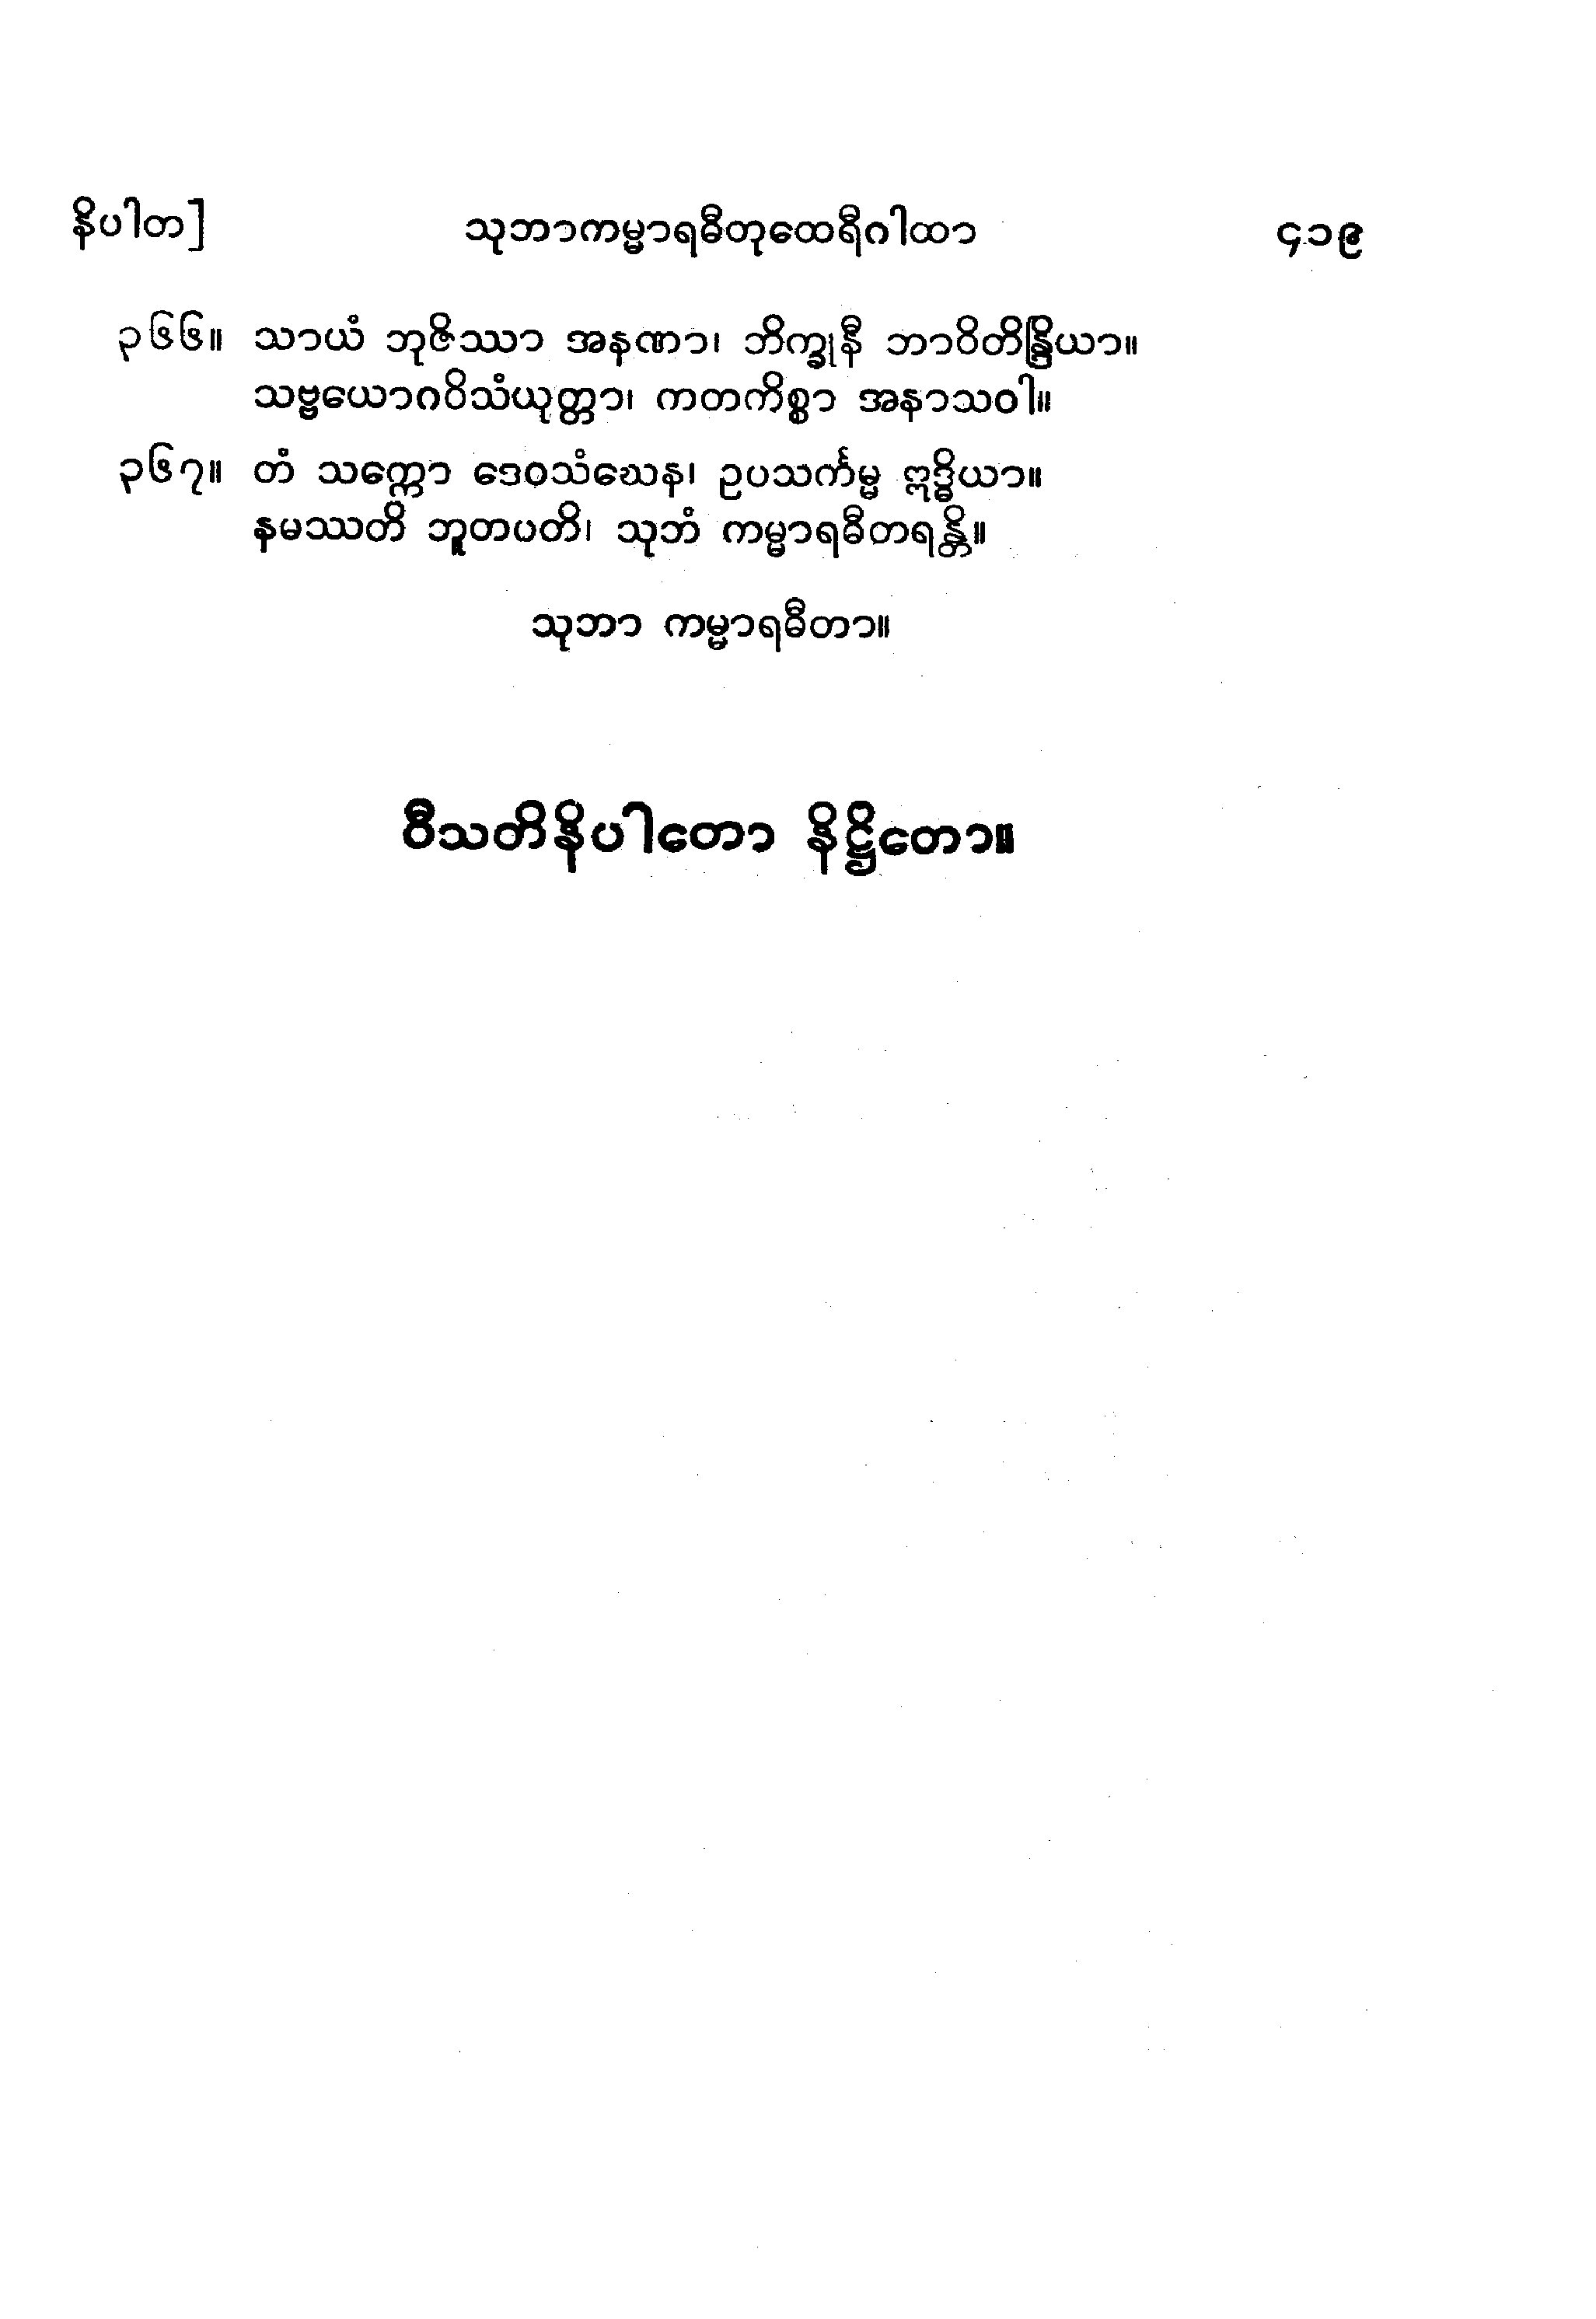 နိပါတ] သုဘာကမ္မာရဓီတုထေရီဂါထာ ၄၁၉
၃၆၆။ သာယံ ဘုဇိဿာ အနဏာ၊ ဘိက္ခုနီ ဘာဝိတိန္ဒြိယာ။
သဗ္ဗယောဂဝိသံယုတ္တာ၊ ကတကိစ္စာ အနာသဝါ။
၃၆၇။ တံ သက္ကော ဒေဝသံဃေန၊ ဥပသင်္ကမ္မ ဣဒ္ဓိယာ။
နမဿတိ ဘူတပတိ၊ သုဘံ ကမ္မာရဓီတရန္တိ။
သုဘာ ကမ္မာရဓီတာ။
ဝီသတိနိပါတော နိဋ္ဌိတော။